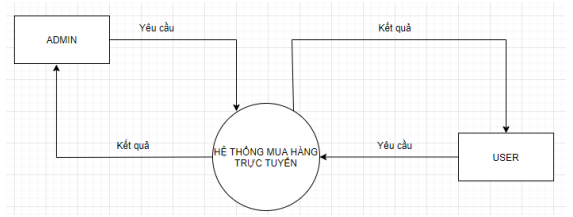 Yêu cầu
Kết quả
ADMIN
Kết quả
HỆ THỐNG MUA HÀNG
TRỰC TUYẾN
Yêu cầu
USER